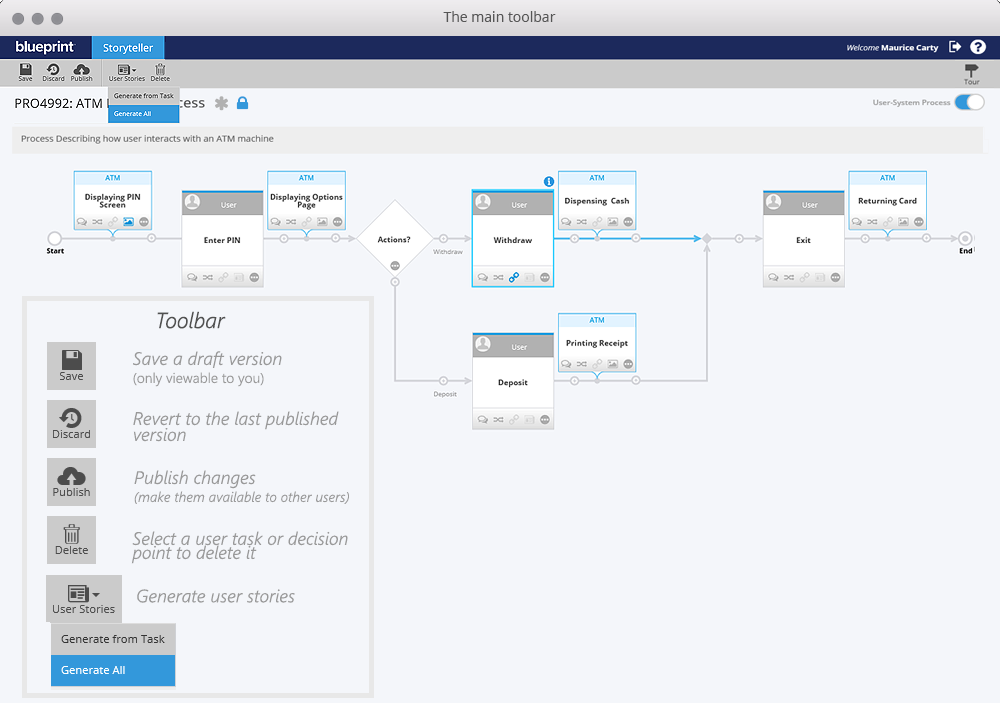 The main toolbar
blueprint Storyteller Welcome Maurice Carty
Save Discard Publish User Stories Delete Tour
Generate from Task
Generate All
PRO4992: ATM cess
User-System Process
Process Describing how user interacts with an ATM machine
ATM
Displaying PIN
Screen
ATM
Displaying Options
Page
ATM
Dispensing Cash
ATM
Returning Card
User
Enter PIN
Actions?
User
Withdraw
User
Exit
Start
Withdraw
End
ATM
Printing Receipt
User
Deposit
Deposit
Toolbar
Save
Save a draft version
(only viewable to you)
Discard
Revert to the last published
version
Publish
Publish changes
(make them available to other users)
Delete
Select a user task or decision
point to delete it
User Stories
Generate user stories
Generate from Task
Generate All